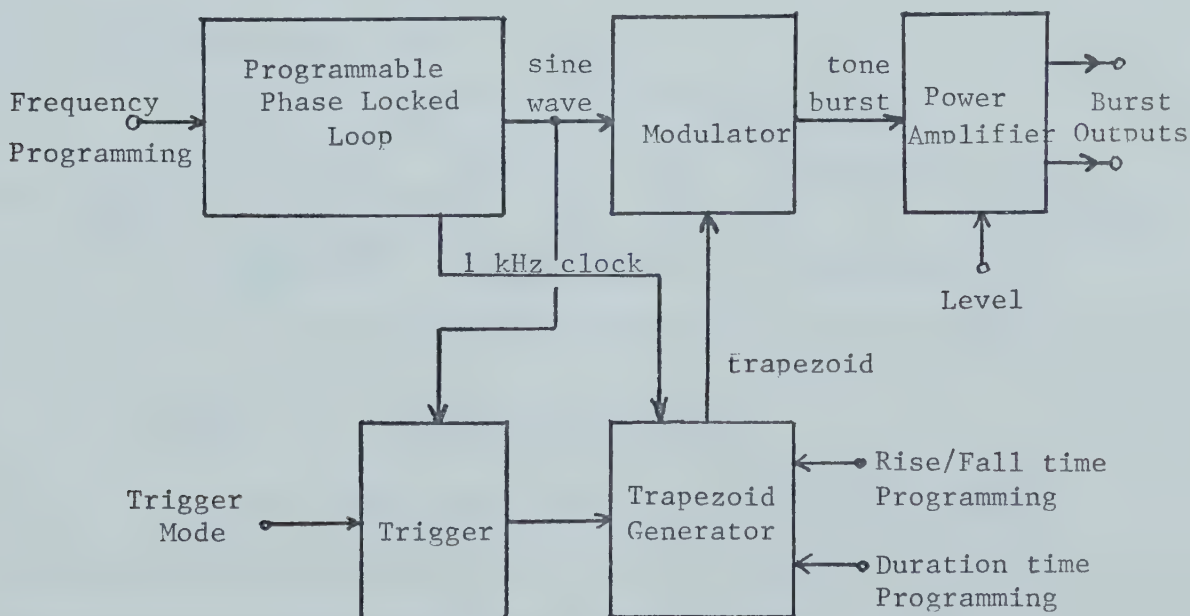 Frequency
Programming
Programmable
Phase Locked
Loop
sine
wave
Modulator
tone
burst
Power
Amplifier
Burst
Outputs
Level
1 kHz clock
trapezoid
Trigger
Mode
Trigger
Trapezoid
Generator
Rise/Fall time
Programming
Duration time
Programming